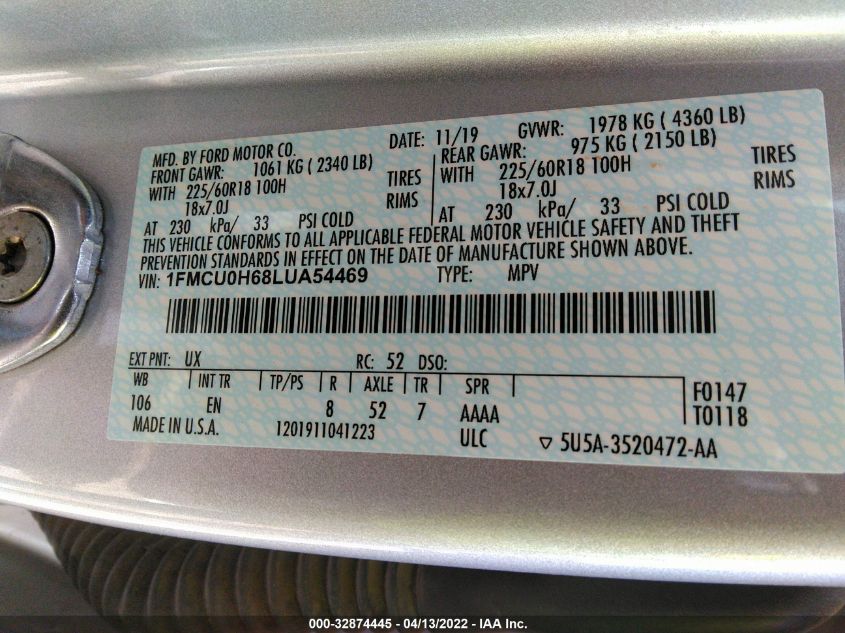 MFD. BY FORD MOTOR CO. DATE: 11/19 GVWR: 1978 KG ( 4360 LB)
FRONT GAWR: 1061 KG ( 2340 LB) REAR GAWR: 975 KG ( 2150 LB)
WITH 225/60R18 100H TIRES WITH 225/60R18 100H TIRES
18x7.0J RIMS 18x7.0J RIMS
AT 230 kPa/ 33 PSI COLD AT 230 kPa/ 33 PSI COLD
THIS VEHICLE CONFORMS TO ALL APPLICABLE FEDERAL MOTOR VEHICLE SAFETY AND THEFT
PREVENTION STANDARDS IN EFFECT ON THE DATE OF MANUFACTURE SHOWN ABOVE.
VIN: 1FMCU0H68LUA54469 TYPE: MPV
EXT PNT: UX RC: 52 DSO:
WB INT TR TP/PS R AXLE TR SPR F0147
106 EN 8 52 7 AAAA T0118
MADE IN U.S.A. 1201911041223 ULC ▽ 5U5A-3520472-AA
000-32874445 - 04/13/2022 - IAA Inc.